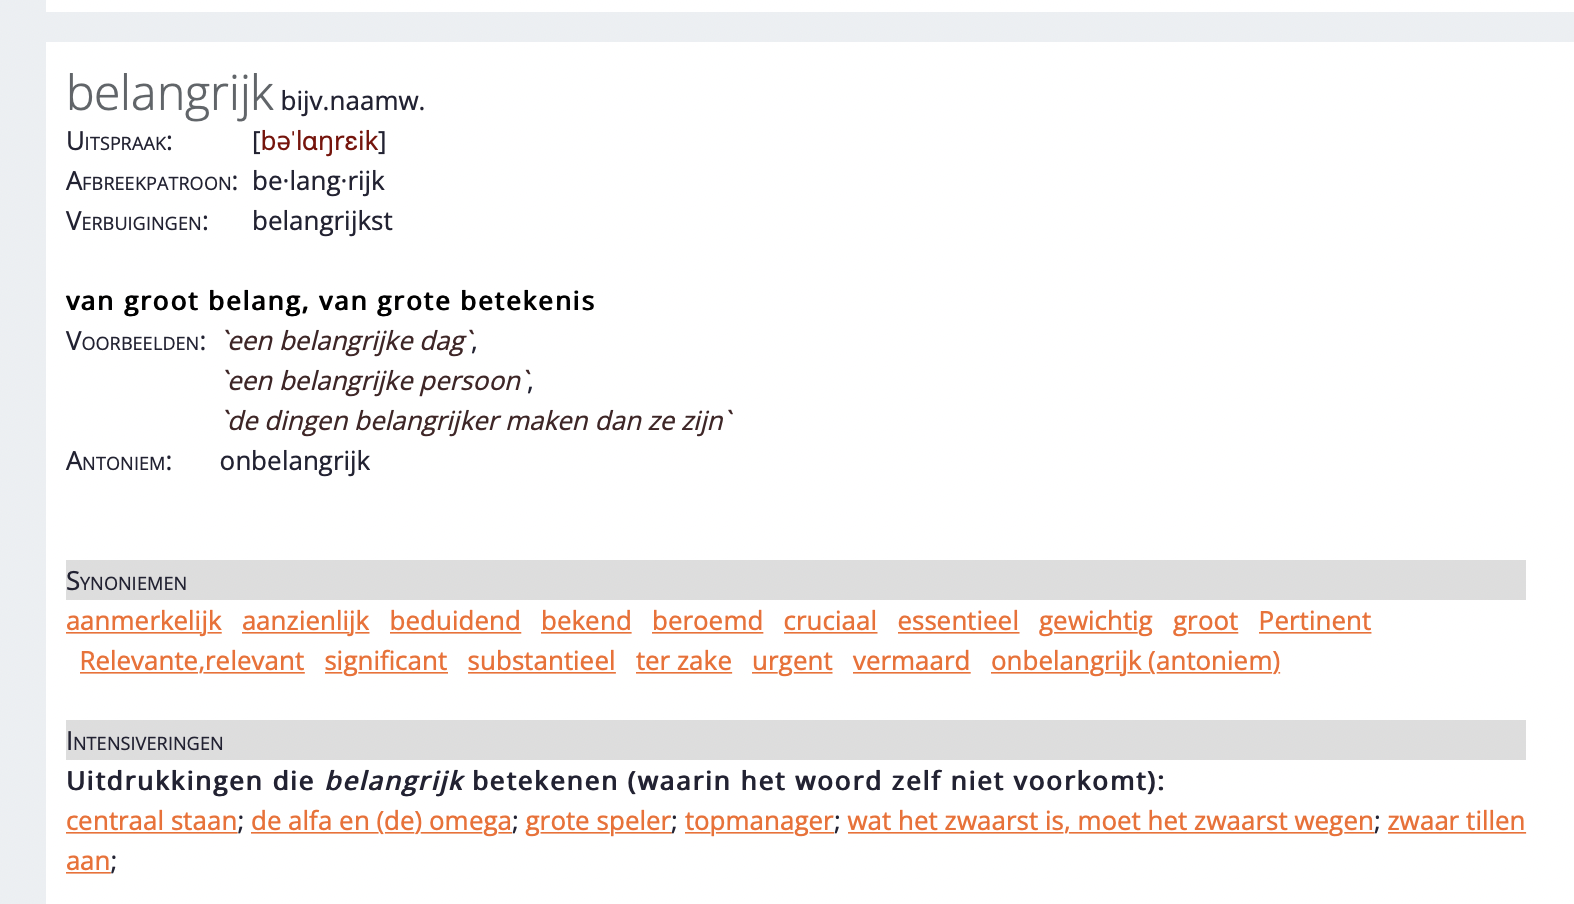 belangrijk bijv.naamw.
Uitspraak: [bəˈlɑŋrɛik]
Afbreekpatroon: be·lang·rijk
Verbuigingen: belangrijkst
van groot belang, van grote betekenis
Voorbeelden: `een belangrijke dag`,
`een belangrijke persoon`,
`de dingen belangrijker maken dan ze zijn`
Antoniem: onbelangrijk
Synoniemen
aanmerkelijk aanzienlijk beduidend bekend beroemd cruciaal essentieel gewichtig groot Pertinent
Relevante,relevant significant substantieel ter zake urgent vermaard onbelangrijk (antoniem)
Intensiveringen
Uitdrukkingen die belangrijk betekenen (waarin het woord zelf niet voorkomt):
centraal staan; de alfa en (de) omega; grote speler; topmanager; wat het zwaarst is, moet het zwaarst wegen; zwaar tillen
aan;